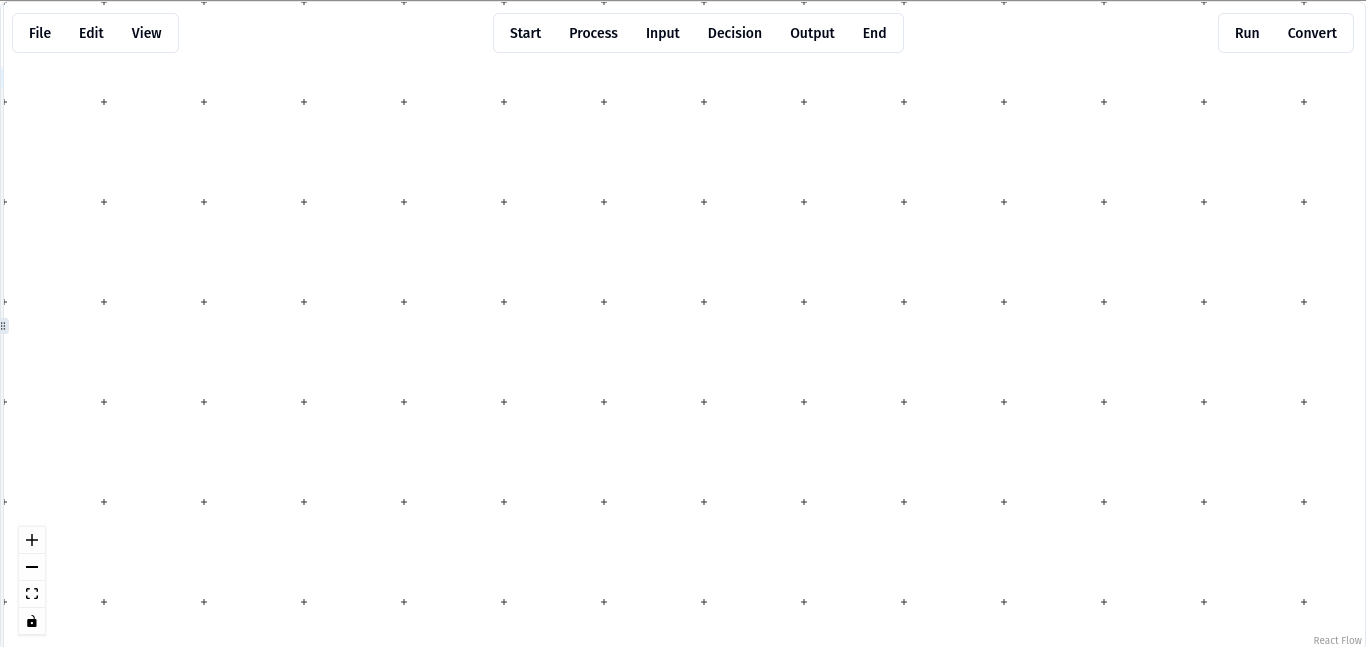 File Edit View Start Process Input Decision Output End Run Convert
React Flow